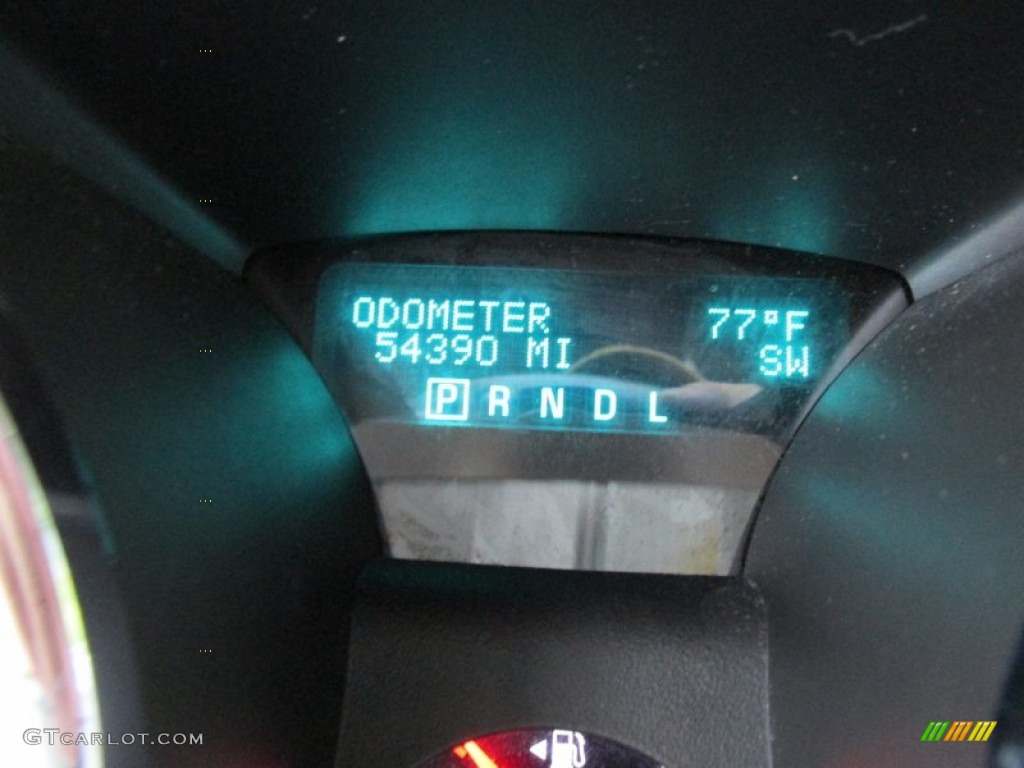 ODOMETER 77°F
54390 MI SW
P R N D L
GTCARLOT.COM